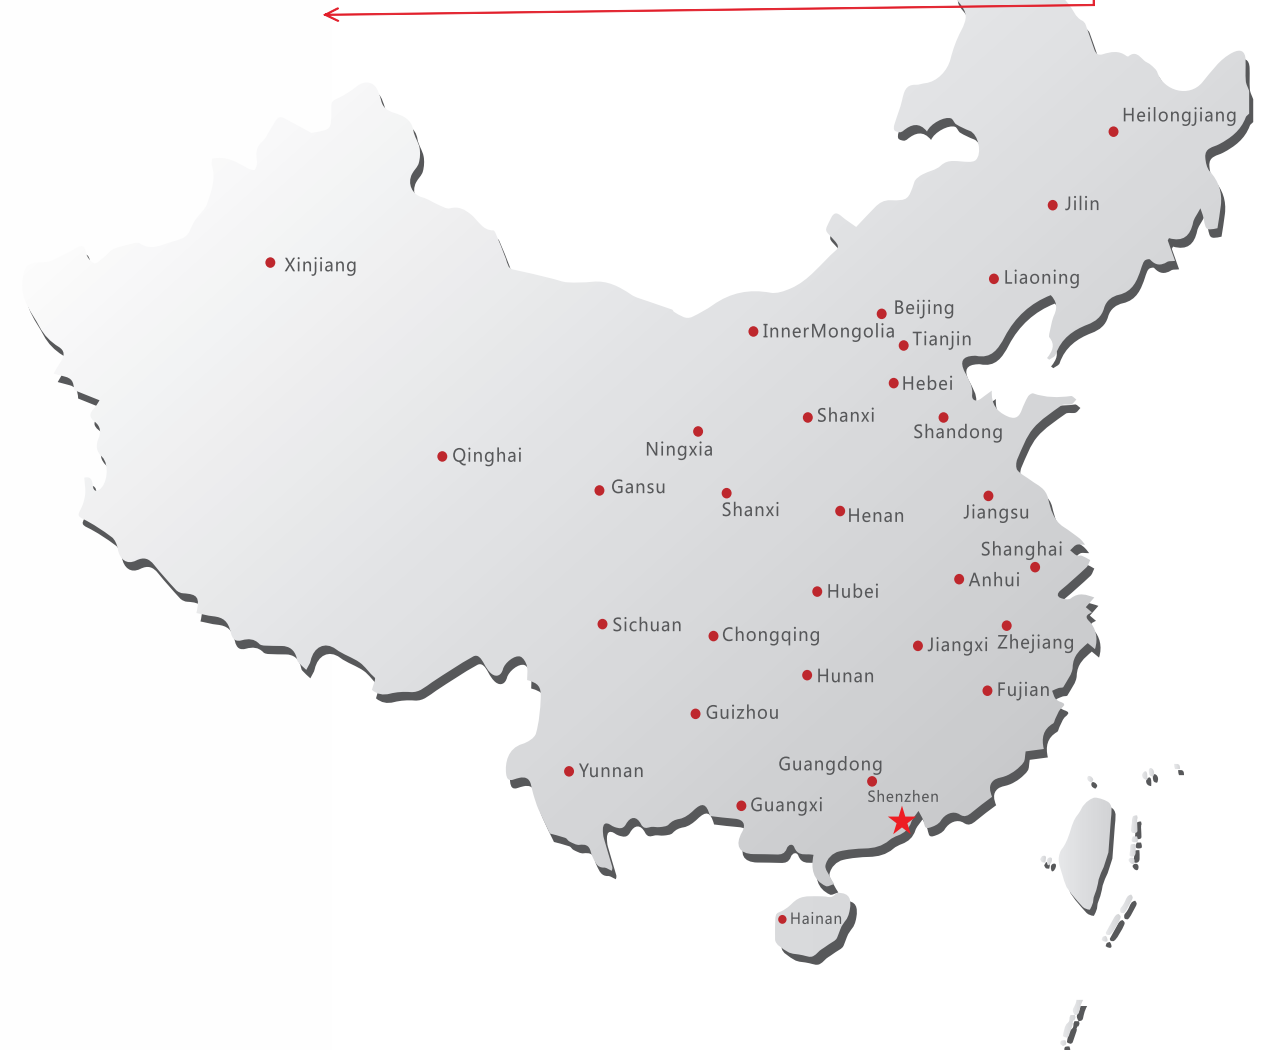 Heilongjiang
Jilin
Xinjiang
Liaoning
Beijing
InnerMongolia
Tianjin
Hebei
Shanxi
Shandong
Ningxia
Qinghai
Gansu
Shanxi
Jiangsu
Henan
Shanghai
Anhui
Hubei
Sichuan
Chongqing
Jiangxi
Zhejiang
Hunan
Fujian
Guizhou
Guangdong
Yunnan
Shenzhen
Guangxi
Hainan